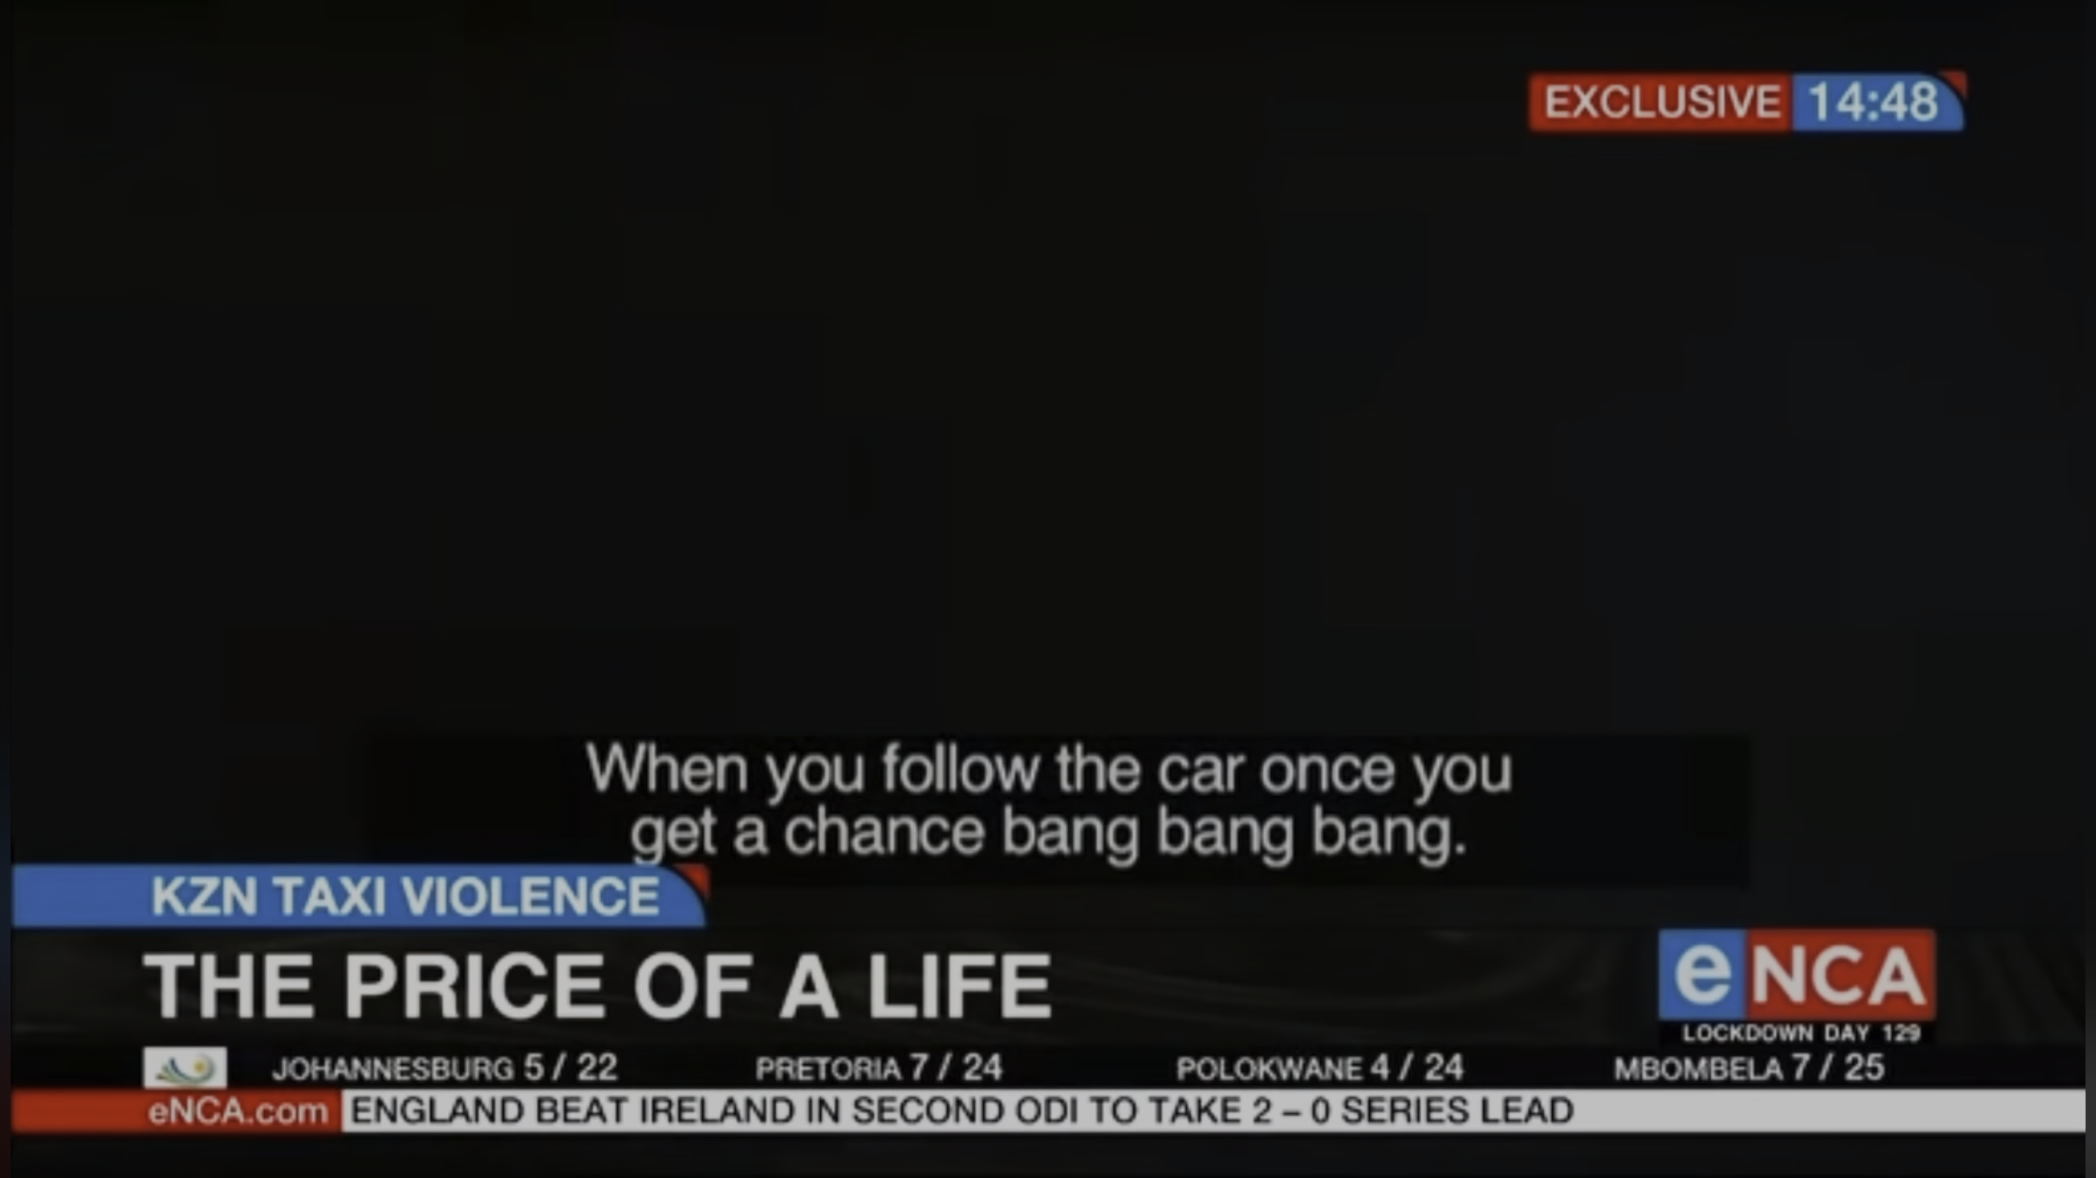 EXCLUSIVE 14:48
When you follow the car once you
get a chance bang bang bang.
KZN TAXI VIOLENCE
THE PRICE OF A LIFE
eNCA
LOCKDOWN DAY 129
JOHANNESBURG 5 / 22 PRETORIA 7 / 24 POLOKWANE 4 / 24 MBOMBELA 7 / 25
eNCA.com ENGLAND BEAT IRELAND IN SECOND ODI TO TAKE 2 – 0 SERIES LEAD